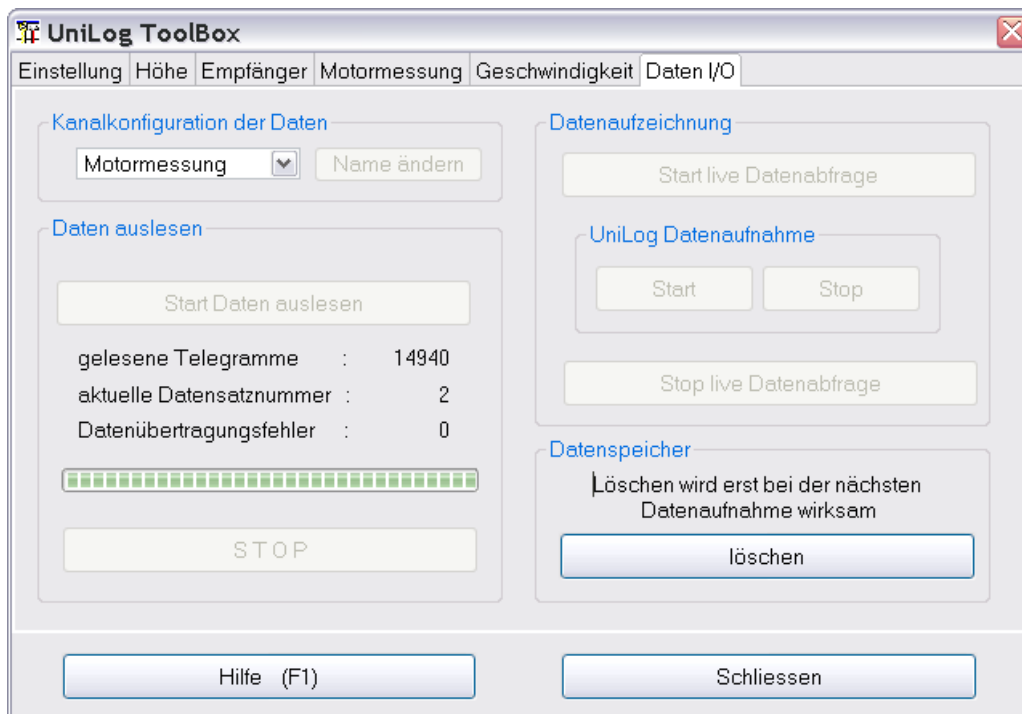 UniLog ToolBox
Einstellung Höhe Empfänger Motormessung Geschwindigkeit Daten I/O
Kanalkonfiguration der Daten
Motormessung Name ändern
Daten auslesen
Start Daten auslesen
gelesene Telegramme : 14940
aktuelle Datensatznummer : 2
Datenübertragungsfehler : 0
STOP
Datenaufzeichnung
Start live Datenabfrage
UniLog Datenaufnahme
Start Stop
Stop live Datenabfrage
Datenspeicher
Löschen wird erst bei der nächsten
Datenaufnahme wirksam
löschen
Hilfe (F1) Schliessen